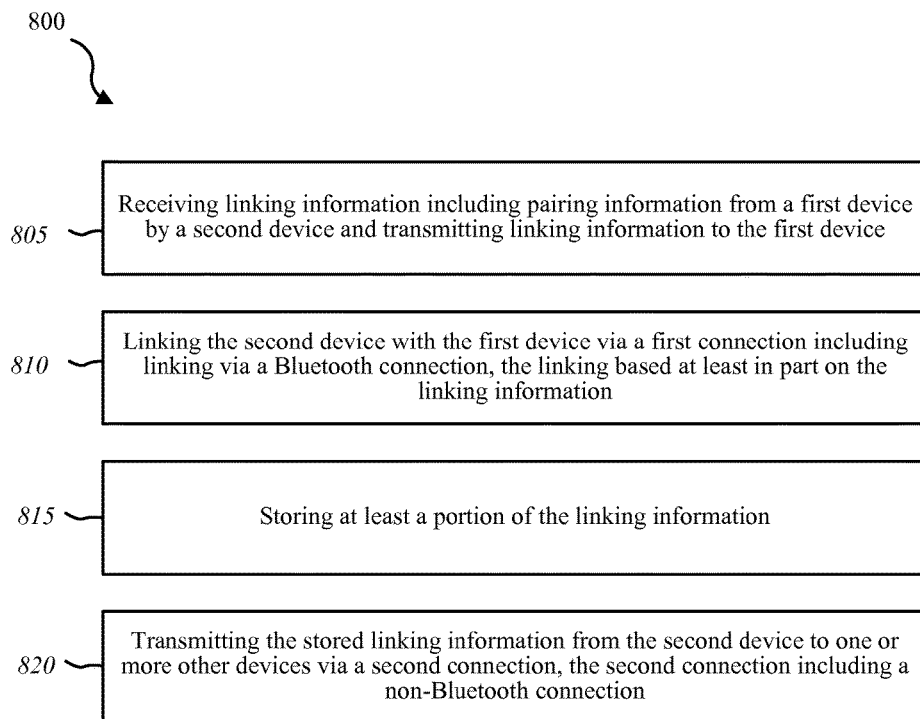 800
805
Receiving linking information including pairing information from a first device
by a second device and transmitting linking information to the first device
810
Linking the second device with the first device via a first connection including
linking via a Bluetooth connection, the linking based at least in part on the
linking information
815
Storing at least a portion of the linking information
820
Transmitting the stored linking information from the second device to one or
more other devices via a second connection, the second connection including a
non-Bluetooth connection